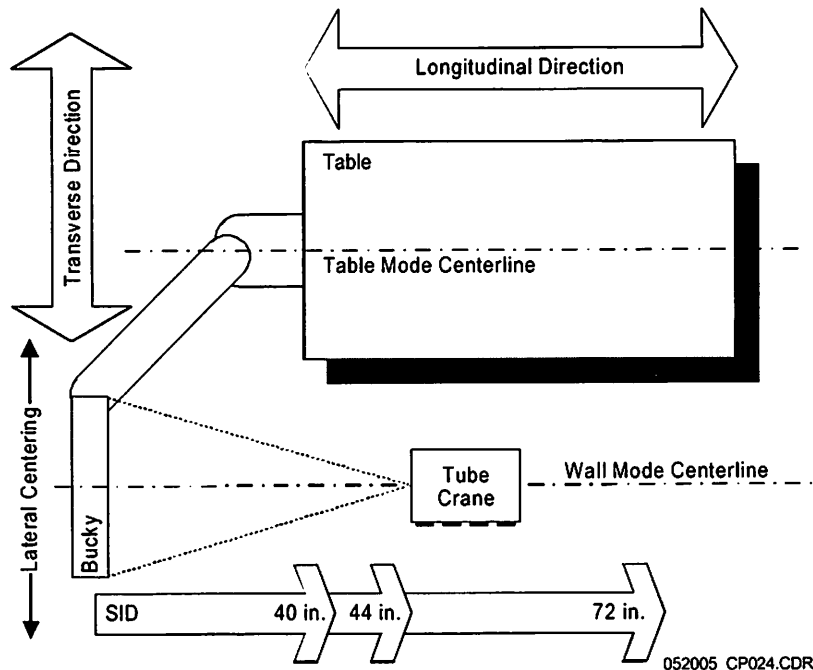 Longitudinal Direction
Transverse Direction
Table
Table Mode Centerline
Lateral Centering
Bucky
Tube
Crane
Wall Mode Centerline
SID
40 in.
44 in.
72 in.
052005 CP024.CDR